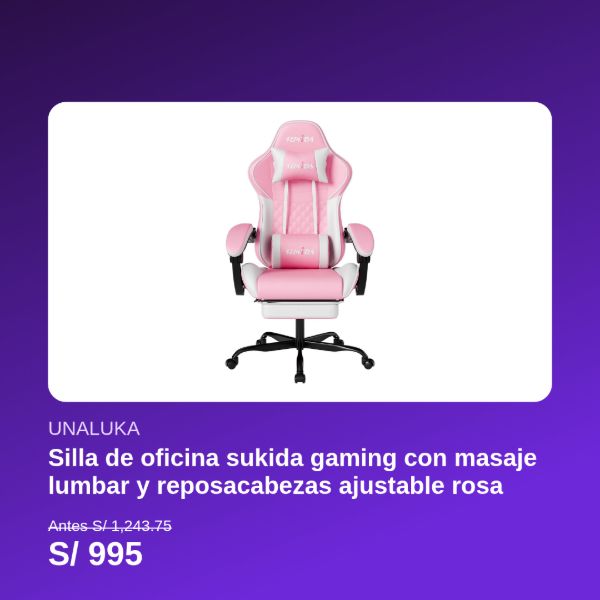 UNALUKA
Silla de oficina sukida gaming con masaje
lumbar y reposacabezas ajustable rosa
Antes S/ 1,243.75
S/ 995